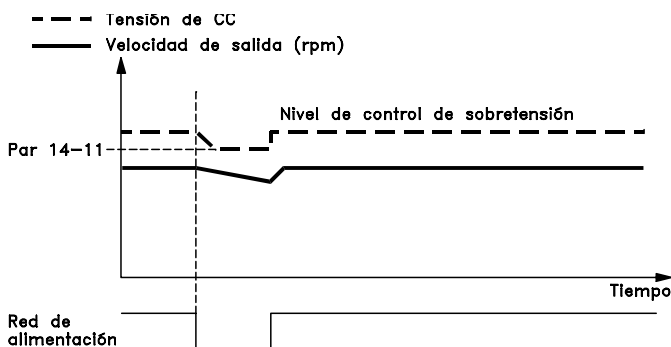 Tensión de CC
Velocidad de salida (rpm)
Nivel de control de sobretensión
Par 14-11
Tiempo
Red de
alimentación